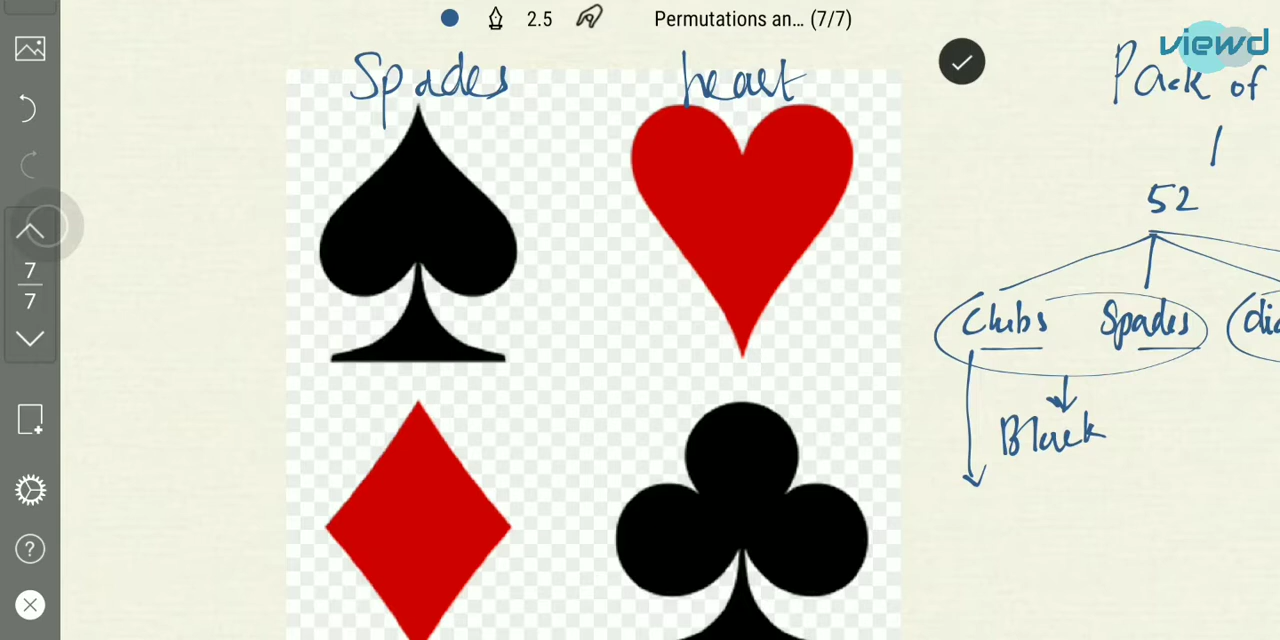 2.5 Permutations an... (7/7)
viewd
Spades heart
Pack of
52
7
7
Clubs Spades
Black
?